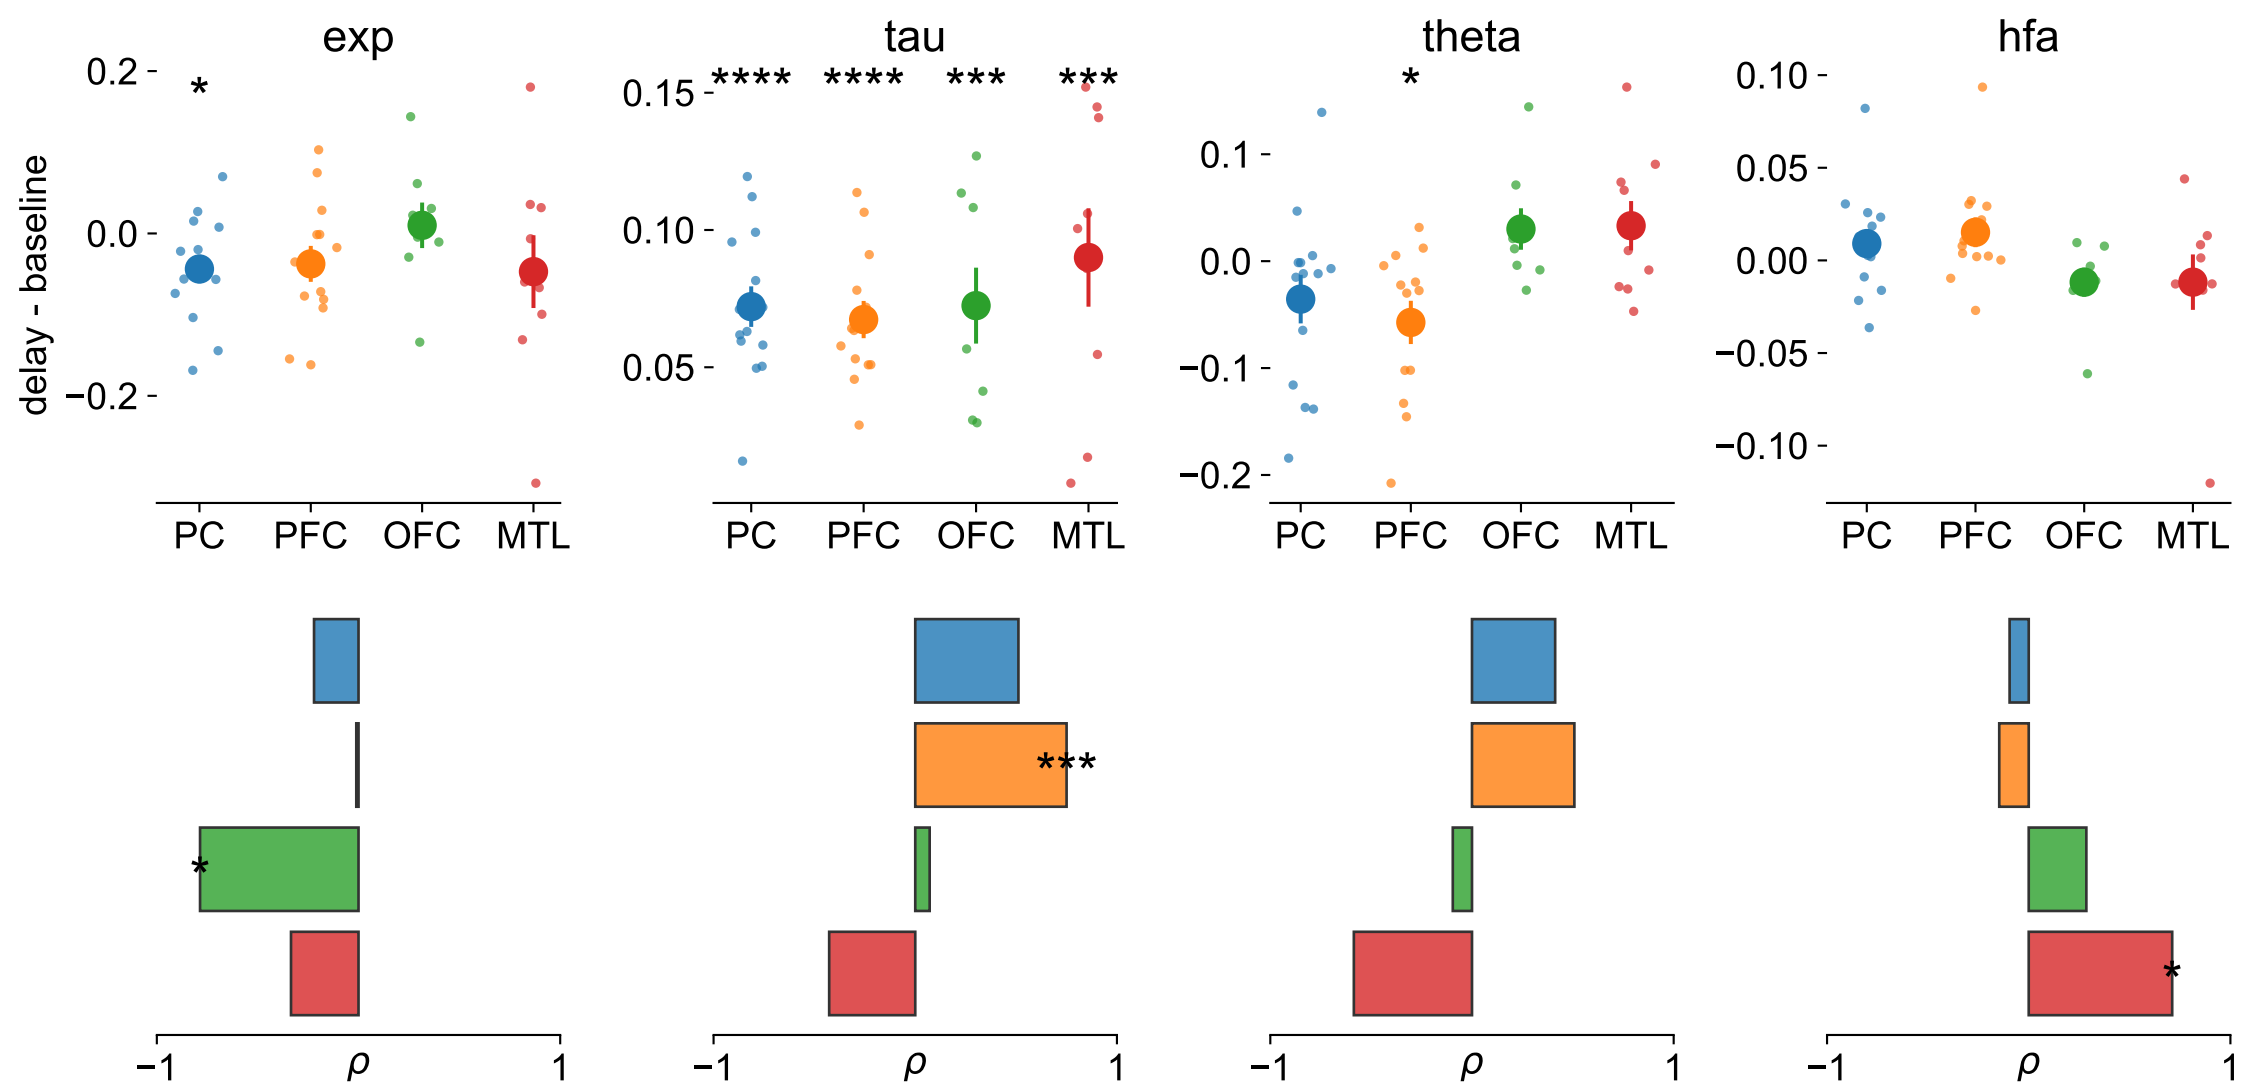 exp
tau
theta
hfa
delay - baseline
0.2
0.0
−0.2
*
PC PFC OFC MTL
0.15
0.10
0.05
**** **** *** ***
PC PFC OFC MTL
0.1
0.0
−0.1
−0.2
*
PC PFC OFC MTL
0.10
0.05
0.00
−0.05
−0.10
PC PFC OFC MTL
*
−1 ρ 1
***
−1 ρ 1
−1 ρ 1
*
−1 ρ 1